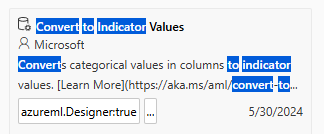 Convert to Indicator Values
Microsoft
Converts categorical values in columns to indicator
values. [Learn More](https://aka.ms/aml/convert-to...
azureml.Designer:true ... 5/30/2024